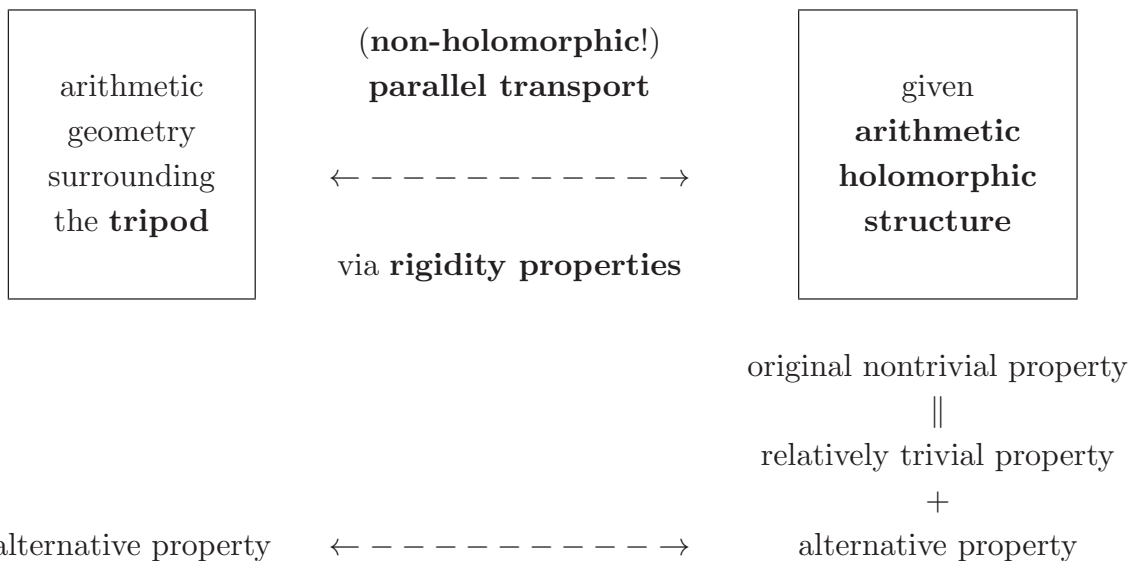 arithmetic
geometry
surrounding
the tripod
(non-holomorphic!)
parallel transport
← − − − − − − − − − − →
via rigidity properties
given
arithmetic
holomorphic
structure
original nontrivial property
||
relatively trivial property
+
alternative property ← − − − − − − − − − − → alternative property